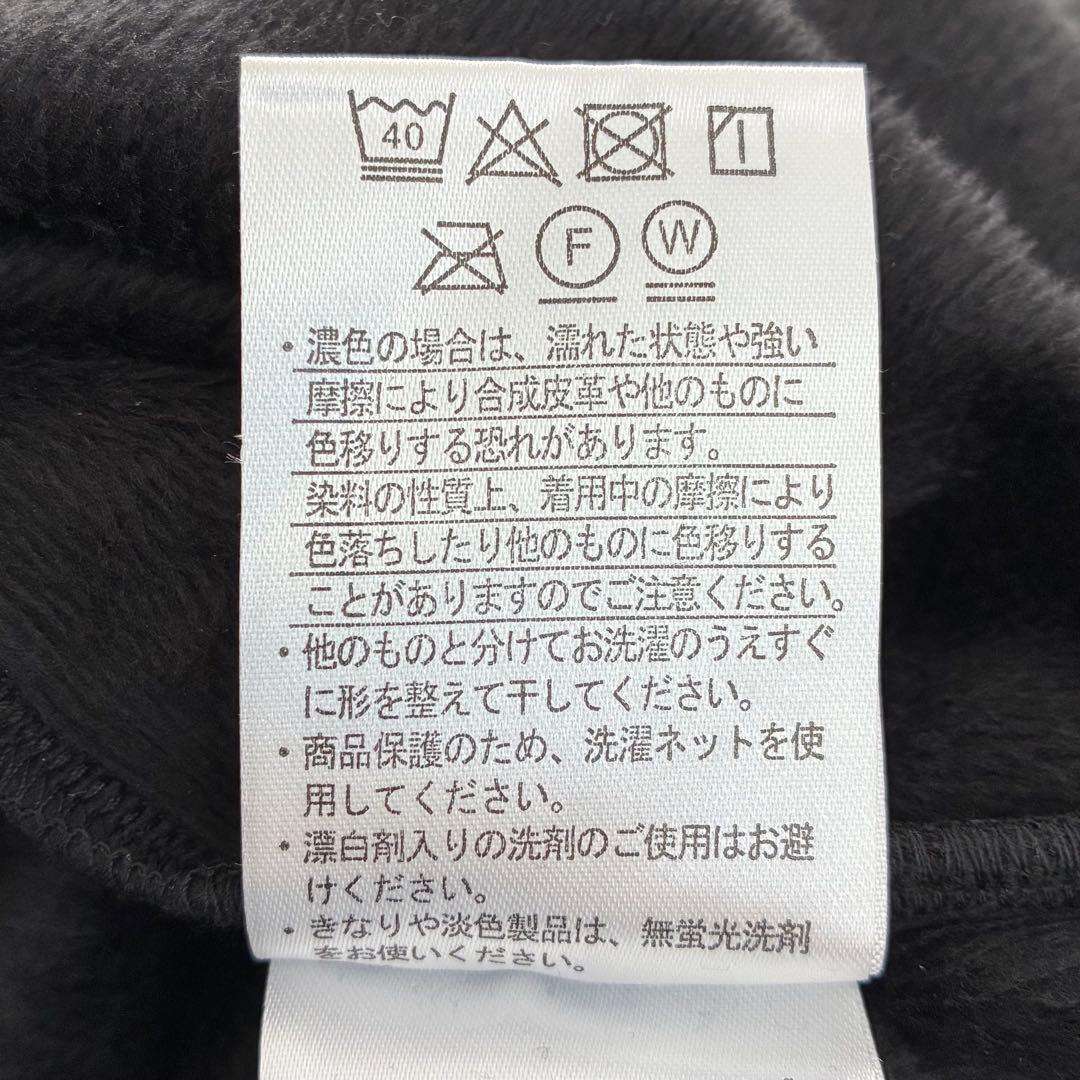 40
F W
・濃色の場合は、濡れた状態や強い
摩擦により合成皮革や他のものに
色移りする恐れがあります。
染料の性質上、着用中の摩擦により
色落ちしたり他のものに色移りする
ことがありますのでご注意ください。
・他のものと分けてお洗濯のうえすぐ
に形を整えて干してください。
・商品保護のため、洗濯ネットを使
用してください。
・漂白剤入りの洗剤のご使用はお避
けください。
・きなりや淡色製品は、無蛍光洗剤
をお使いください。